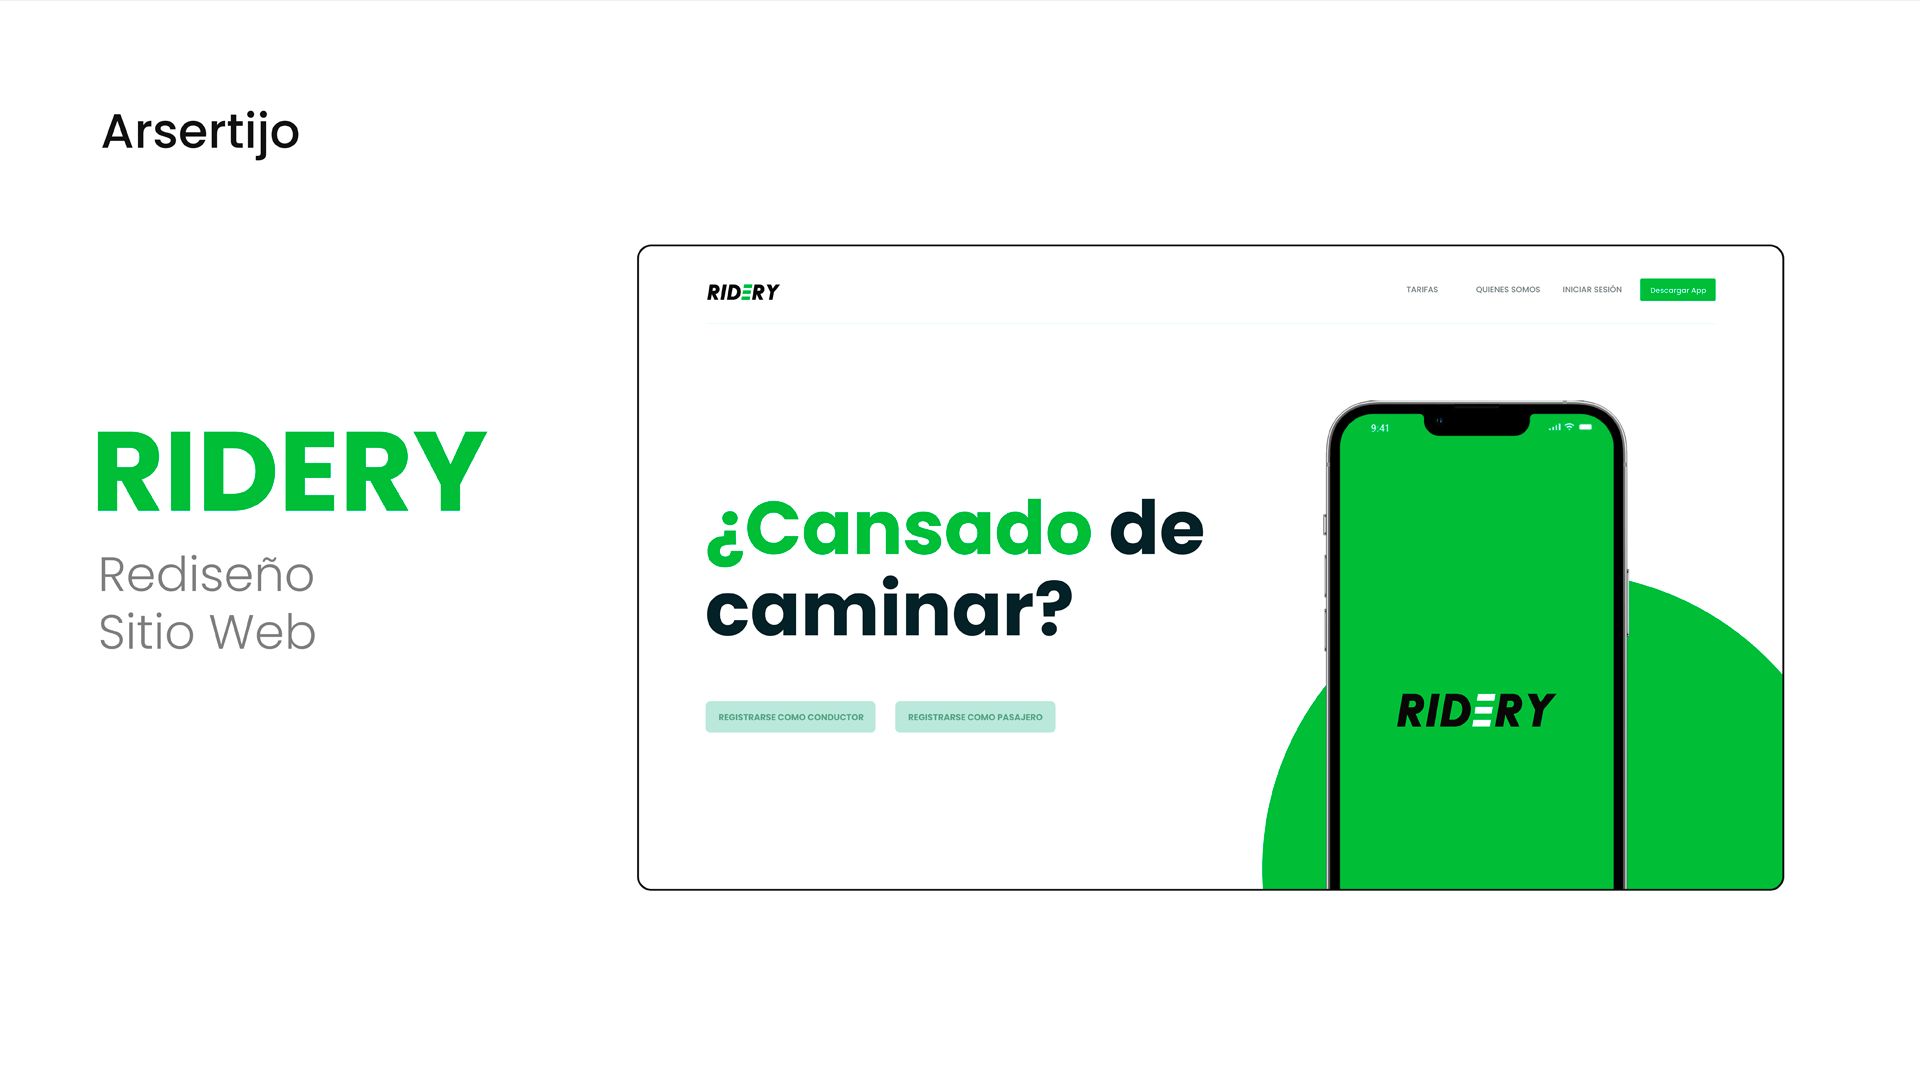 Arsertijo
RIDERY
Rediseño
Sitio Web
RIDERY
TARIFAS
QUIENES SOMOS
INICIAR SESIÓN
Descargar App
¿Cansado de
caminar?
REGISTRARSE COMO CONDUCTOR
REGISTRARSE COMO PASAJERO
9:41
RIDERY